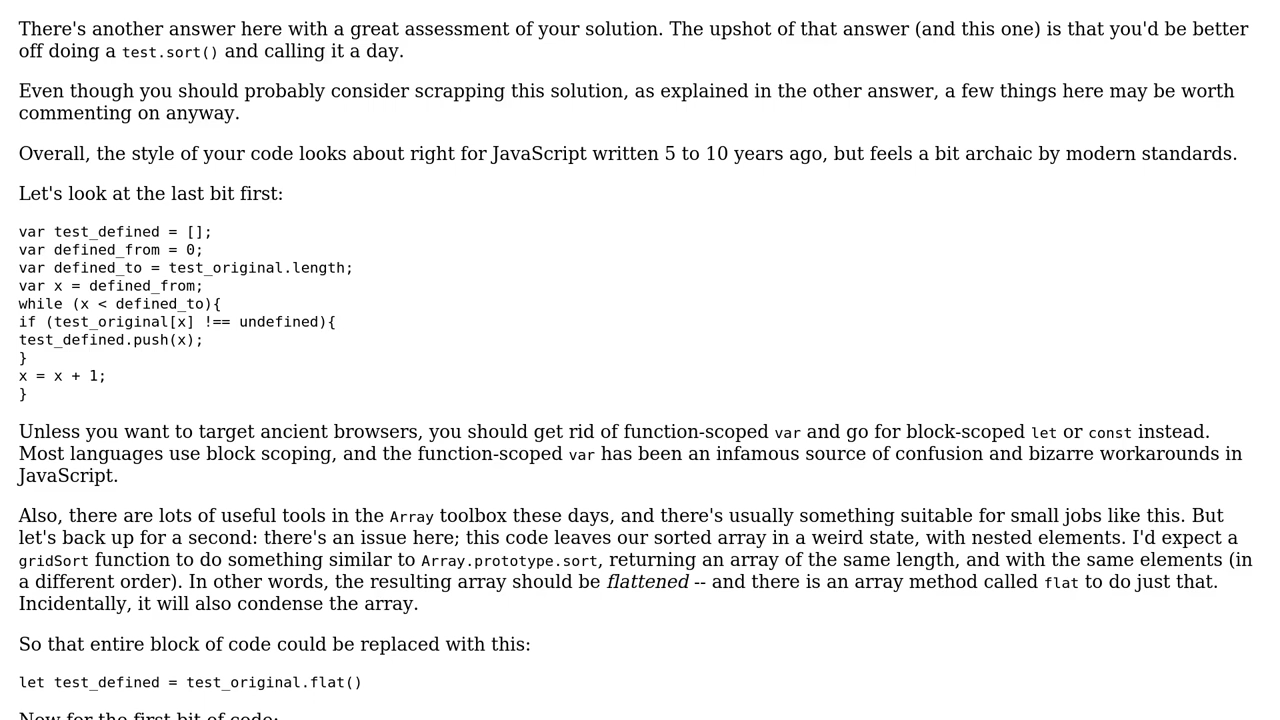 There's another answer here with a great assessment of your solution. The upshot of that answer (and this one) is that you'd be better
off doing a test.sort() and calling it a day.
Even though you should probably consider scrapping this solution, as explained in the other answer, a few things here may be worth
commenting on anyway.
Overall, the style of your code looks about right for JavaScript written 5 to 10 years ago, but feels a bit archaic by modern standards.
Let's look at the last bit first:
var test_defined = [];
var defined_from = 0;
var defined_to = test_original.length;
var x = defined_from;
while (x < defined_to){
if (test_original[x] !== undefined){
test_defined.push(x);
}
x = x + 1;
}
Unless you want to target ancient browsers, you should get rid of function-scoped var and go for block-scoped let or const instead.
Most languages use block scoping, and the function-scoped var has been an infamous source of confusion and bizarre workarounds in
JavaScript.
Also, there are lots of useful tools in the Array toolbox these days, and there's usually something suitable for small jobs like this. But
let's back up for a second: there's an issue here; this code leaves our sorted array in a weird state, with nested elements. I'd expect a
gridSort function to do something similar to Array.prototype.sort, returning an array of the same length, and with the same elements (in
a different order). In other words, the resulting array should be flattened -- and there is an array method called flat to do just that.
Incidentally, it will also condense the array.
So that entire block of code could be replaced with this:
let test_defined = test_original.flat()
Now for the first bit of code: